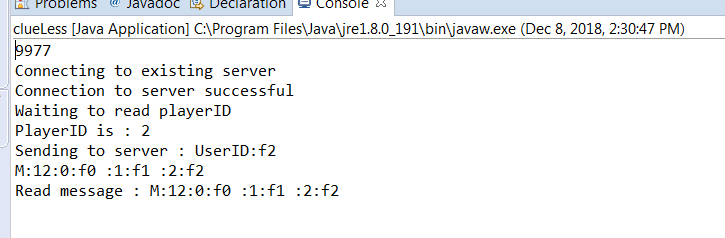 Problems @ Javadoc Declaration Console
clueLess [Java Application] C:\Program Files\Java\jre1.8.0_191\bin\javaw.exe (Dec 8, 2018, 2:30:47 PM)
9977
Connecting to existing server
Connection to server successful
Waiting to read playerID
PlayerID is : 2
Sending to server : UserID:f2
M:12:0:f0 :1:f1 :2:f2
Read message : M:12:0:f0 :1:f1 :2:f2